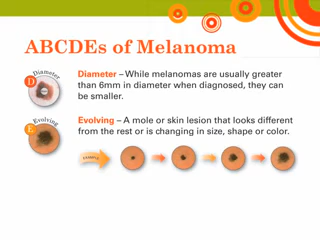 ABCDEs of Melanoma
Diameter
D
Diameter – While melanomas are usually greater
than 6mm in diameter when diagnosed, they can
be smaller.
Evolving
E
Evolving – A mole or skin lesion that looks different
from the rest or is changing in size, shape or color.